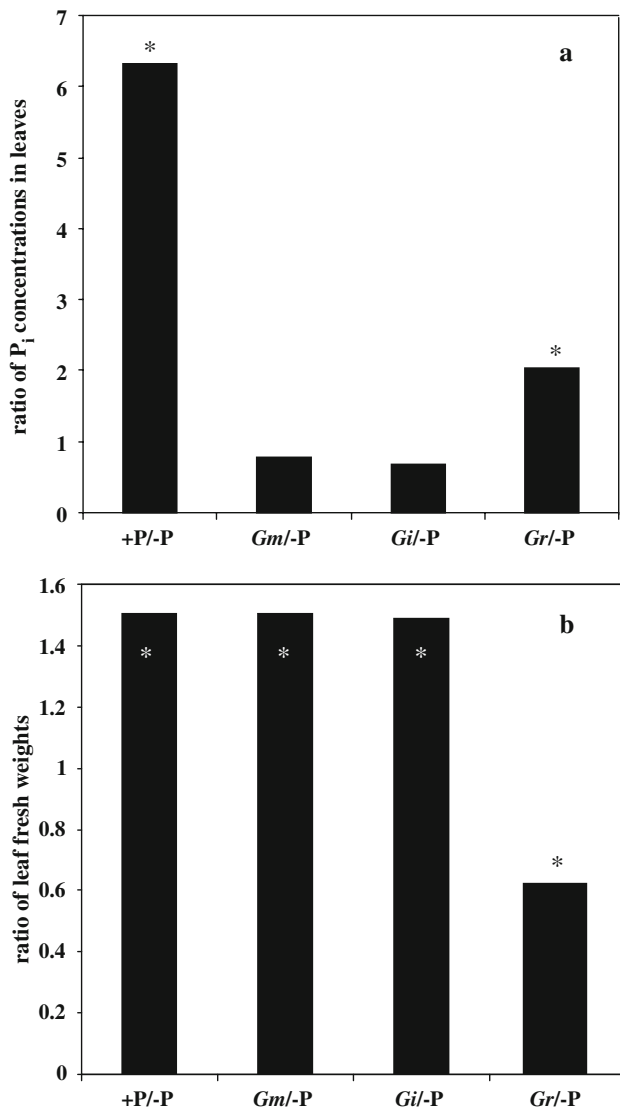 7
6
5
4
3
2
1
0
ratio of Pi concentrations in leaves
a
*
*
+P/-P Gm/-P Gi/-P Gr/-P
1.6
1.4
1.2
1
0.8
0.6
0.4
0.2
0
ratio of leaf fresh weights
b
* * *
*
+P/-P Gm/-P Gi/-P Gr/-P